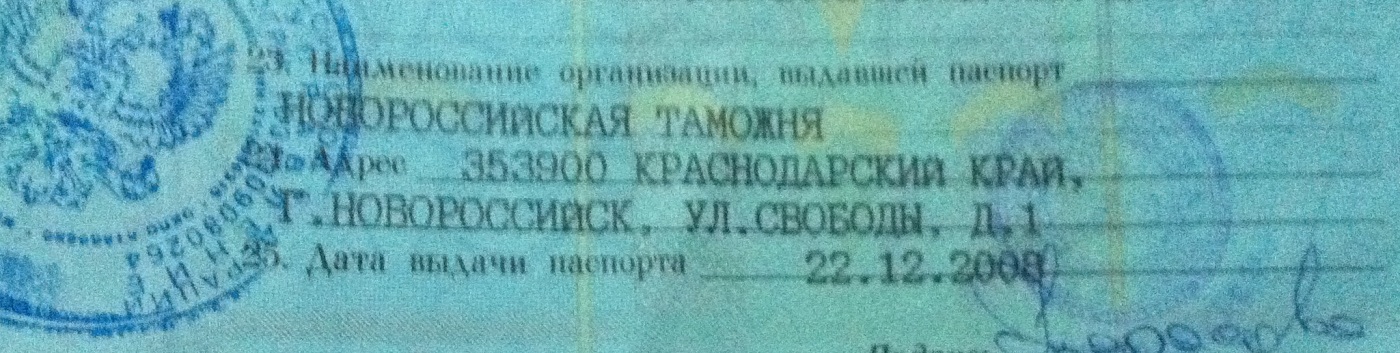 23. Наименование организации, выдавшей паспорт
НОВОРОССИЙСКАЯ ТАМОЖНЯ
24. Адрес 353900 КРАСНОДАРСКИЙ КРАЙ,
Г.НОВОРОССИЙСК, УЛ.СВОБОДЫ, Д.1
25. Дата выдачи паспорта 22.12.2008